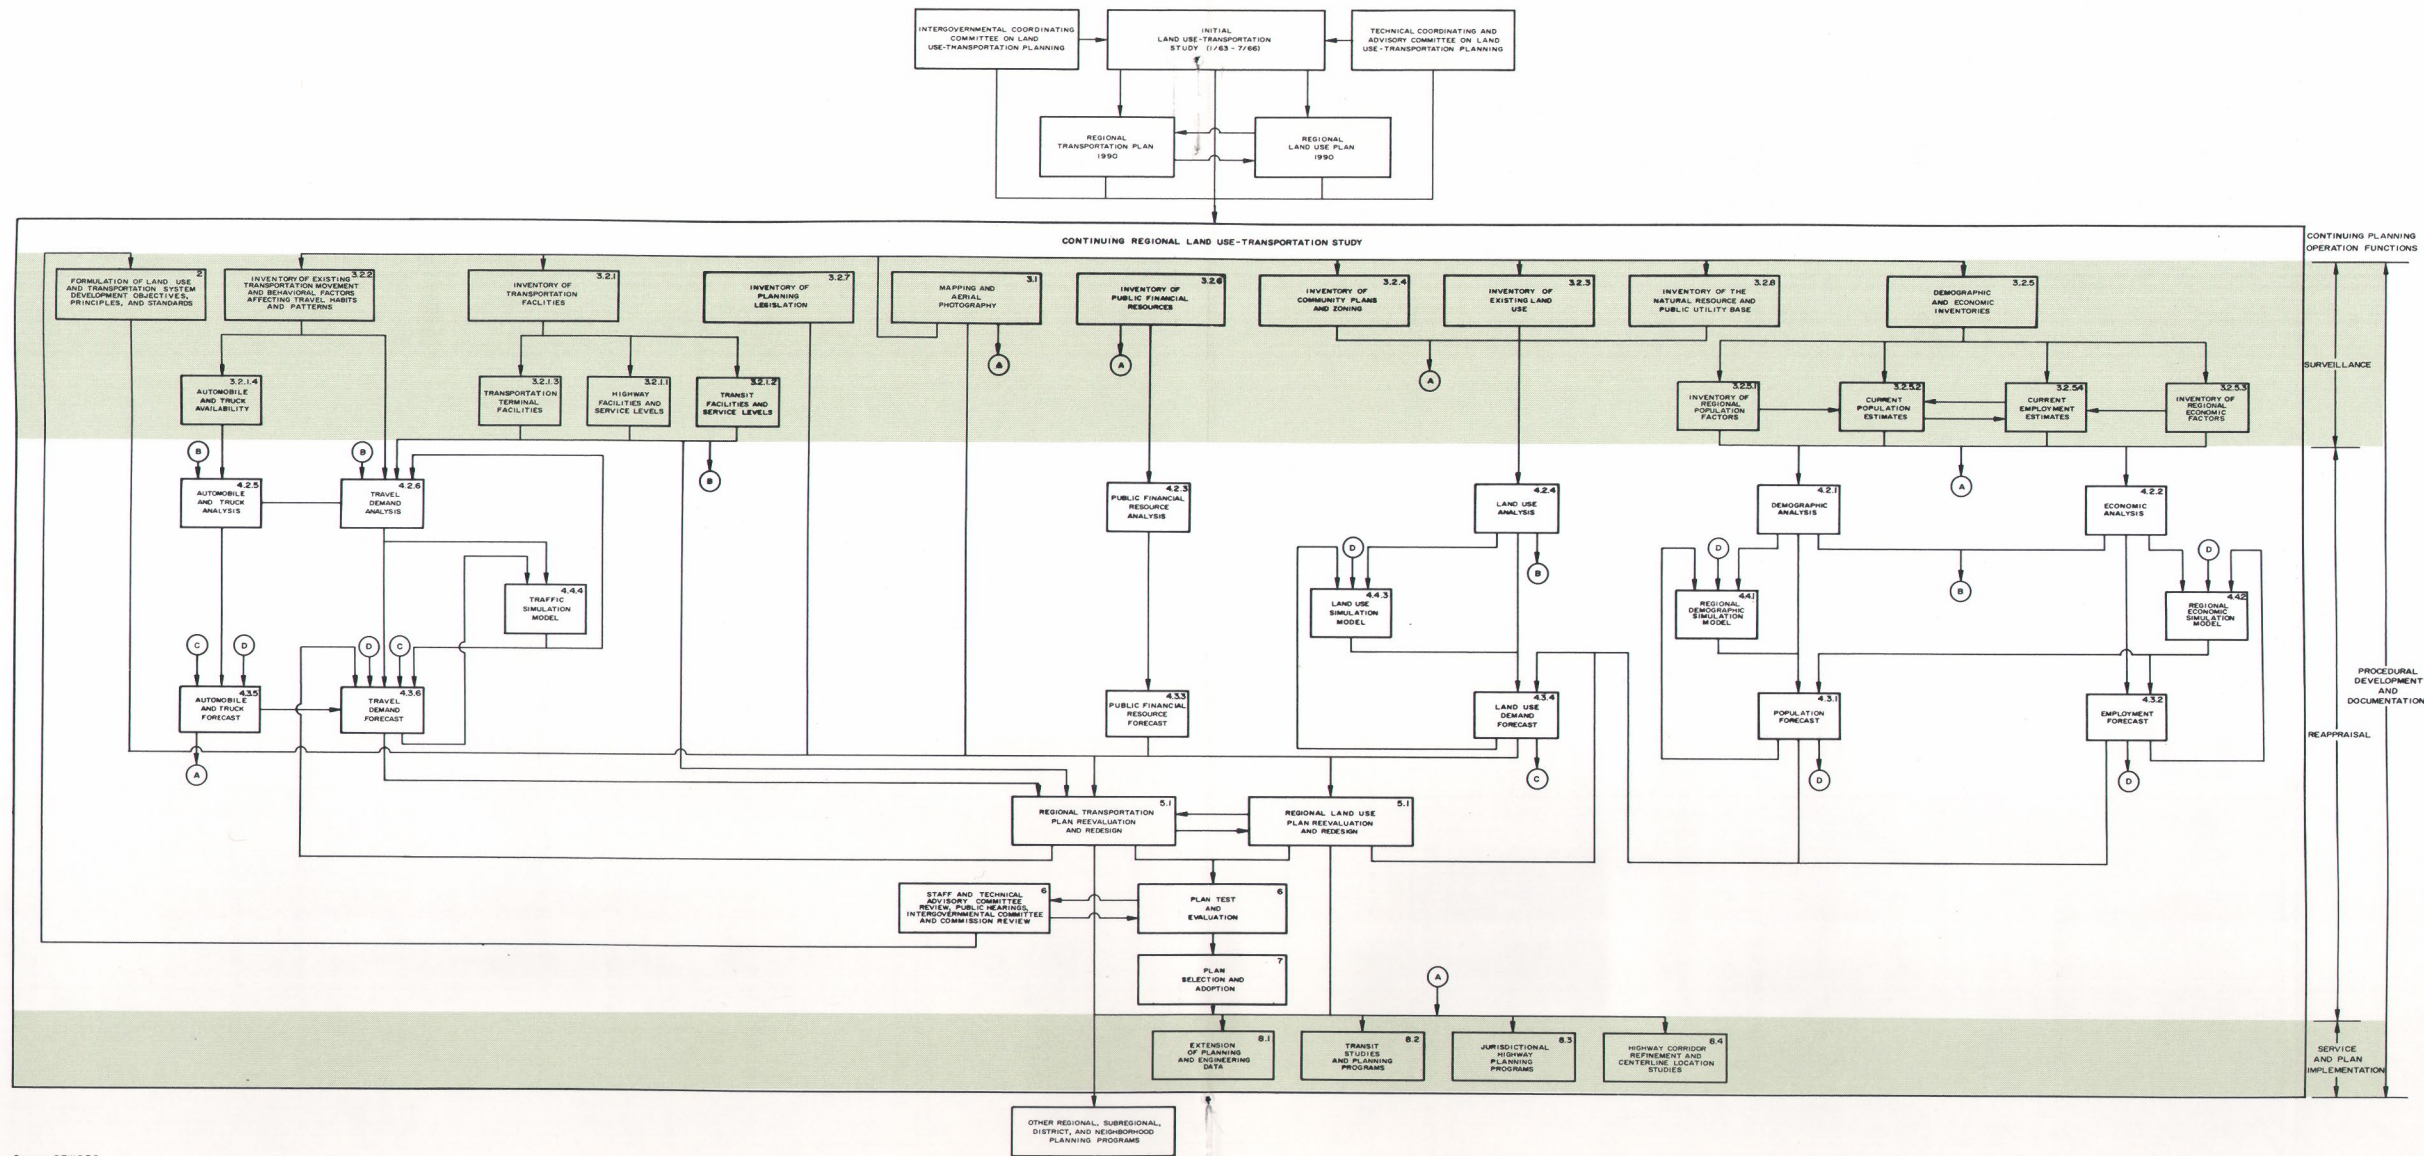 INTERGOVERNMENTAL COORDINATING
COMMITTEE ON LAND
USE-TRANSPORTATION PLANNING
INITIAL
LAND USE-TRANSPORTATION
STUDY (1/63 - 7/66)
TECHNICAL COORDINATING AND
ADVISORY COMMITTEE ON LAND
USE-TRANSPORTATION PLANNING
REGIONAL
TRANSPORTATION PLAN
1990
REGIONAL
LAND USE PLAN
1990
CONTINUING REGIONAL LAND USE-TRANSPORTATION STUDY
CONTINUING PLANNING
OPERATION FUNCTIONS
2
FORMULATION OF LAND USE
AND TRANSPORTATION SYSTEM
DEVELOPMENT OBJECTIVES,
PRINCIPLES, AND STANDARDS
3.2.2
INVENTORY OF EXISTING
TRANSPORTATION MOVEMENT
AND BEHAVIORAL FACTORS
AFFECTING TRAVEL HABITS
AND PATTERNS
3.2.1
INVENTORY OF
TRANSPORTATION
FACILITIES
3.2.7
INVENTORY OF
PLANNING
LEGISLATION
3.1
MAPPING AND
AERIAL
PHOTOGRAPHY
3.2.6
INVENTORY OF
PUBLIC FINANCIAL
RESOURCES
3.2.4
INVENTORY OF
COMMUNITY PLANS
AND ZONING
3.2.3
INVENTORY OF
EXISTING LAND
USE
3.2.8
INVENTORY OF THE
NATURAL RESOURCE AND
PUBLIC UTILITY BASE
3.2.5
DEMOGRAPHIC
AND ECONOMIC
INVENTORIES
A
A
A
SURVEILLANCE
3.2.1.4
AUTOMOBILE
AND TRUCK
AVAILABILITY
3.2.1.3
TRANSPORTATION
TERMINAL
FACILITIES
3.2.1.1
HIGHWAY
FACILITIES AND
SERVICE LEVELS
3.2.1.2
TRANSIT
FACILITIES AND
SERVICE LEVELS
3.2.5.1
INVENTORY OF
REGIONAL
POPULATION
FACTORS
3.2.5.2
CURRENT
POPULATION
ESTIMATES
3.2.5.4
CURRENT
EMPLOYMENT
ESTIMATES
3.2.5.3
INVENTORY OF
REGIONAL
ECONOMIC
FACTORS
B
B
B
A
4.2.5
AUTOMOBILE
AND TRUCK
ANALYSIS
4.2.6
TRAVEL
DEMAND
ANALYSIS
4.2.3
PUBLIC FINANCIAL
RESOURCE
ANALYSIS
4.2.4
LAND USE
ANALYSIS
4.2.1
DEMOGRAPHIC
ANALYSIS
4.2.2
ECONOMIC
ANALYSIS
D
B
D
B
D
4.4.4
TRAFFIC
SIMULATION
MODEL
4.4.3
LAND USE
SIMULATION
MODEL
4.4.1
REGIONAL
DEMOGRAPHIC
SIMULATION
MODEL
4.4.2
REGIONAL
ECONOMIC
SIMULATION
MODEL
C
D
D
C
4.3.5
AUTOMOBILE
AND TRUCK
FORECAST
4.3.6
TRAVEL
DEMAND
FORECAST
4.3.3
PUBLIC FINANCIAL
RESOURCE
FORECAST
4.3.4
LAND USE
DEMAND
FORECAST
4.3.1
POPULATION
FORECAST
4.3.2
EMPLOYMENT
FORECAST
PROCEDURAL
DEVELOPMENT
AND
DOCUMENTATION
REAPPRAISAL
A
C
D
D
5.1
REGIONAL TRANSPORTATION
PLAN REEVALUATION
AND REDESIGN
5.1
REGIONAL LAND USE
PLAN REEVALUATION
AND REDESIGN
6
STAFF AND TECHNICAL
ADVISORY COMMITTEE
REVIEW, PUBLIC HEARINGS,
INTERGOVERNMENTAL COMMITTEE
AND COMMISSION REVIEW
6
PLAN TEST
AND
EVALUATION
7
PLAN
SELECTION AND
ADOPTION
A
8.1
EXTENSION
OF PLANNING
AND ENGINEERING
DATA
8.2
TRANSIT
STUDIES
AND PLANNING
PROGRAMS
8.3
JURISDICTIONAL
HIGHWAY
PLANNING
PROGRAMS
8.4
HIGHWAY CORRIDOR
REFINEMENT AND
CENTERLINE LOCATION
STUDIES
SERVICE
AND PLAN
IMPLEMENTATION
OTHER REGIONAL, SUBREGIONAL,
DISTRICT, AND NEIGHBORHOOD
PLANNING PROGRAMS